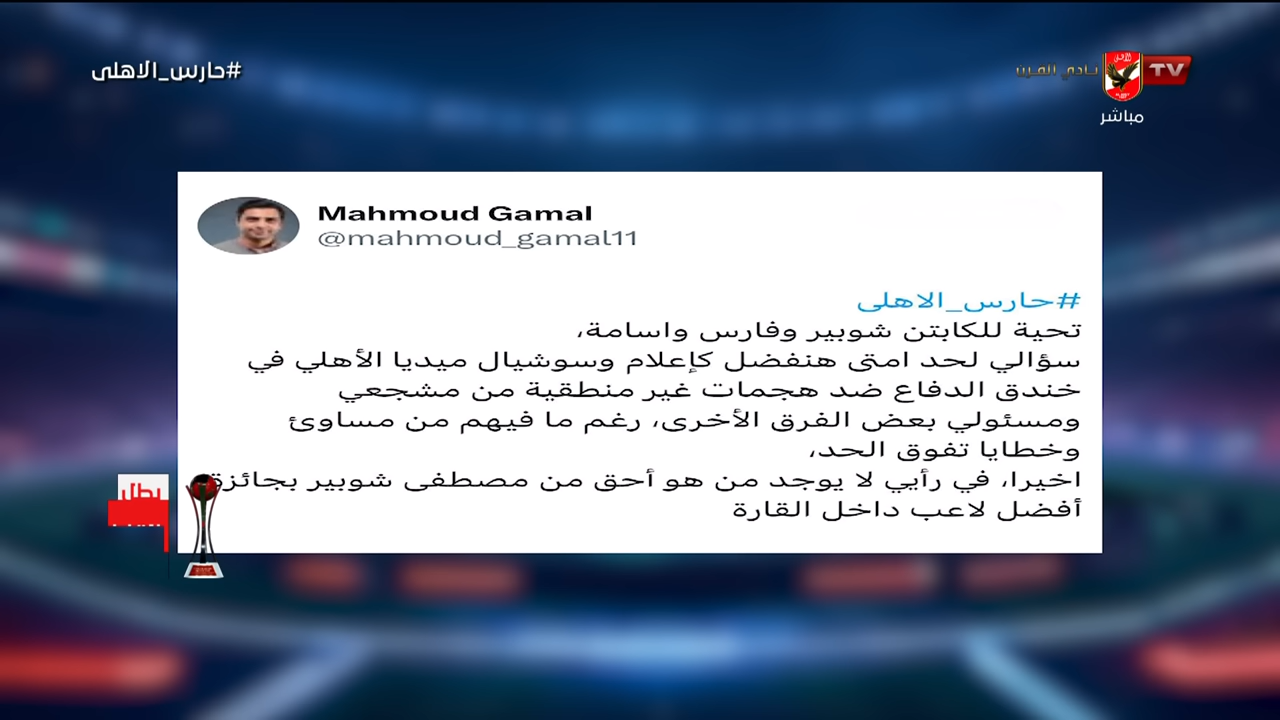 #حارس_الاهلى
نادي القرن
TV
مباشر
Mahmoud Gamal
@mahmoud_gamal11
#حارس_الاهلى
تحية للكابتن شوبير وفارس واسامة،
سؤالي لحد امتى هنفضل كإعلام وسوشيال ميديا الأهلي في
خندق الدفاع ضد هجمات غير منطقية من مشجعي
ومسئولي بعض الفرق الأخرى، رغم ما فيهم من مساوئ
وخطايا تفوق الحد،
اخيرا، في رأيي لا يوجد من هو أحق من مصطفى شوبير بجائزة
أفضل لاعب داخل القارة
بطل